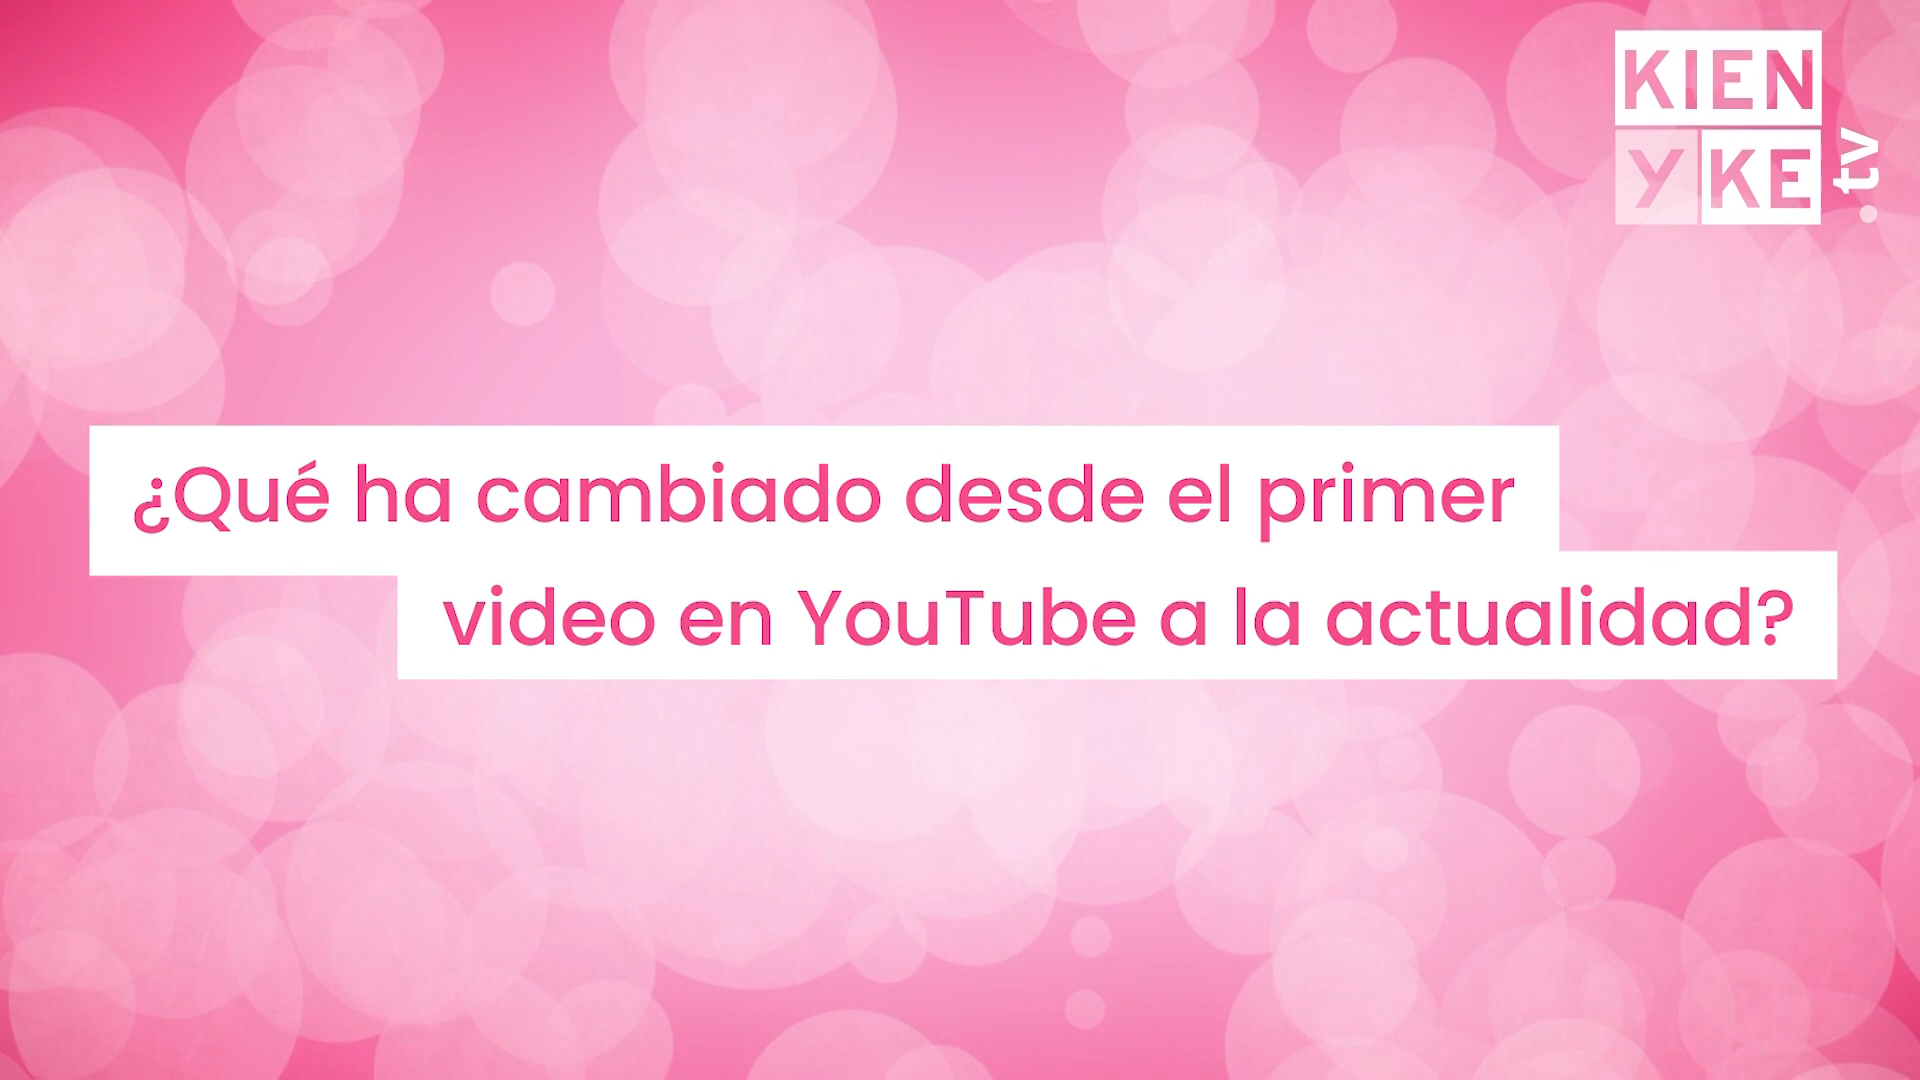 KIEN
YKE
.tv
¿Qué ha cambiado desde el primer
video en YouTube a la actualidad?